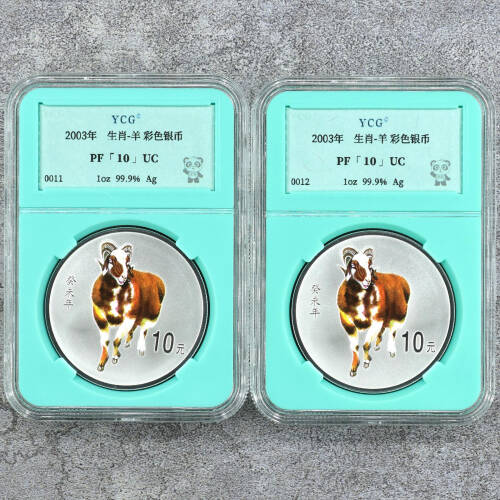 YCG
2003年 生肖-羊 彩色银币
PF「10」UC
0011 1oz 99.9% Ag
癸未年
10元
YCG
2003年 生肖-羊 彩色银币
PF「10」UC
0012 1oz 99.9% Ag
癸未年
10元